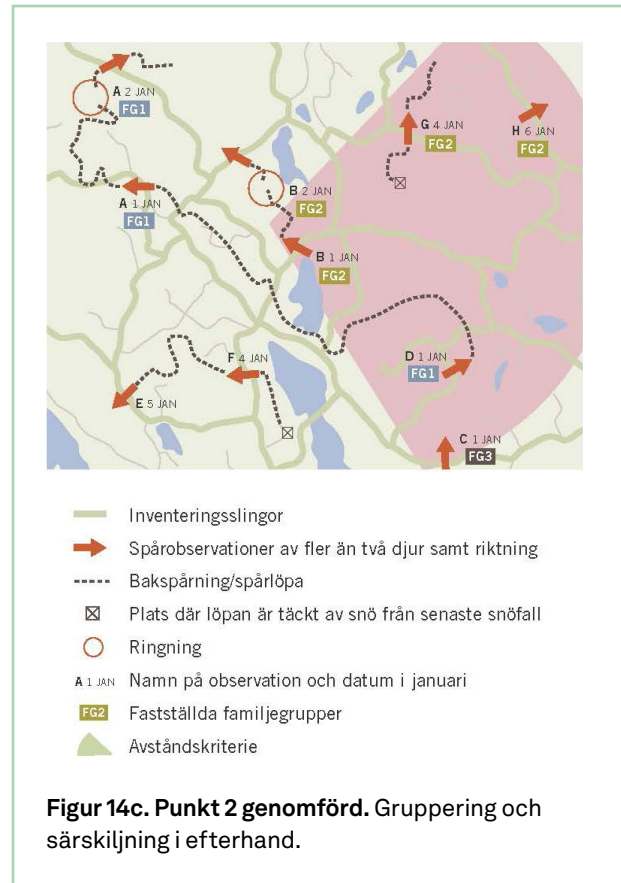 A 2 JAN
FG1
G 4 JAN
FG2
H 6 JAN
FG2
B 2 JAN
FG2
A 1 JAN
FG1
B 1 JAN
FG2
F 4 JAN
D 1 JAN
FG1
E 5 JAN
C 1 JAN
FG3
Inventeringsslingor
Spårobservationer av fler än två djur samt riktning
Bakspårning/spårlöpa
Plats där löpan är täckt av snö från senaste snöfall
Ringning
A 1 JAN Namn på observation och datum i januari
FG2 Fastställda familjegrupper
Avståndskriterie
Figur 14c. Punkt 2 genomförd. Gruppering och
särskiljning i efterhand.